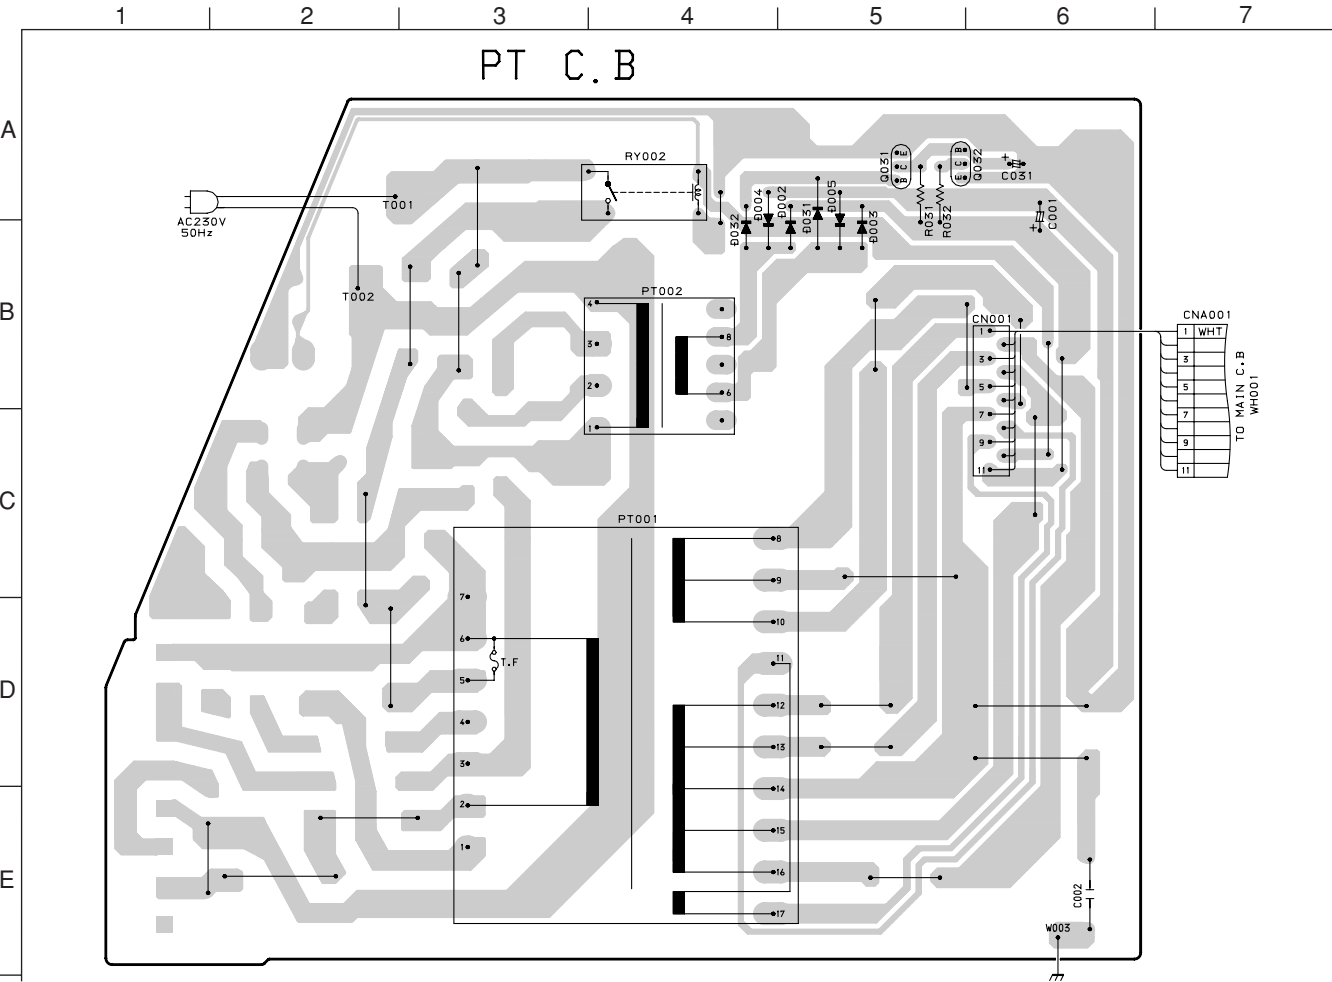 1 2 3 4 5 6 7
PT C.B
A
B
C
D
E
RY002
AC230V
50Hz
T001
T002
D032
D004
D002
D031
D005
D003
Q031
E
C
B
R031
R032
B
C
E
Q032
+
C031
+
C001
PT002
4
3
2
1
8
6
CN001
1
3
5
7
9
11
CNA001
1 WHT
3
5
7
9
11
TO MAIN C.B
WH001
PT001
7
6
5
4
3
2
1
T.F
8
9
10
11
12
13
14
15
16
17
C002
W003